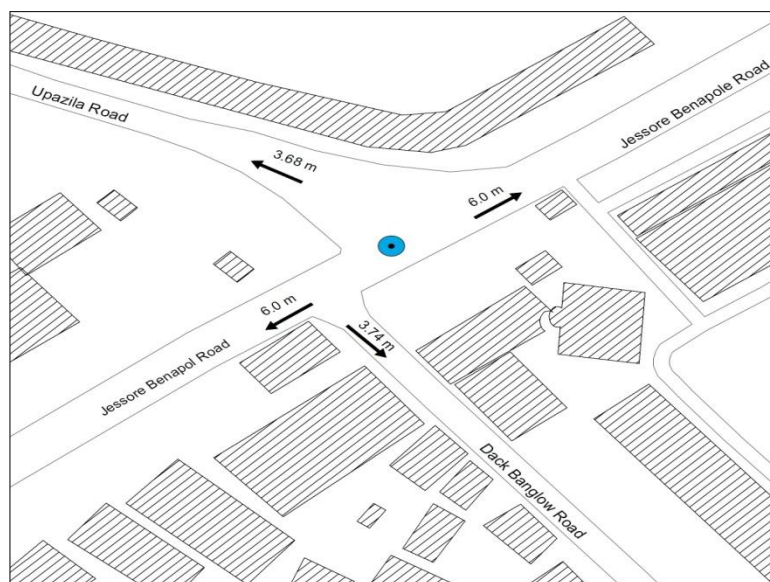 Upazila Road
Jessore Benapole Road
3.68 m
6.0 m
6.0 m
3.74 m
Jessore Benapol Road
Dack Banglow Road